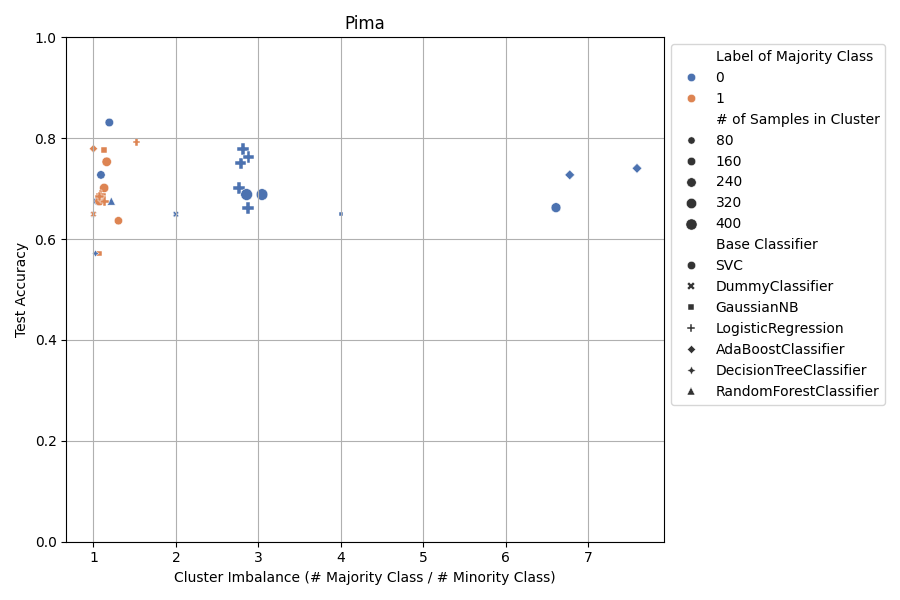 Pima
1.0
0.8
0.6
0.4
0.2
0.0
Test Accuracy
1 2 3 4 5 6 7
Cluster Imbalance (# Majority Class / # Minority Class)
Label of Majority Class
0
1
# of Samples in Cluster
80
160
240
320
400
Base Classifier
SVC
DummyClassifier
GaussianNB
LogisticRegression
AdaBoostClassifier
DecisionTreeClassifier
RandomForestClassifier